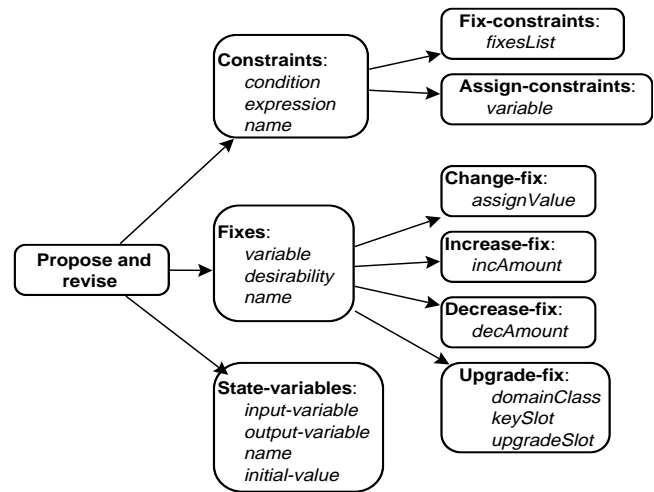 Propose and
revise
Constraints:
condition
expression
name
Fix-constraints:
fixesList
Assign-constraints:
variable
Fixes:
variable
desirability
name
Change-fix:
assignValue
Increase-fix:
incAmount
Decrease-fix:
decAmount
Upgrade-fix:
domainClass
keySlot
upgradeSlot
State-variables:
input-variable
output-variable
name
initial-value